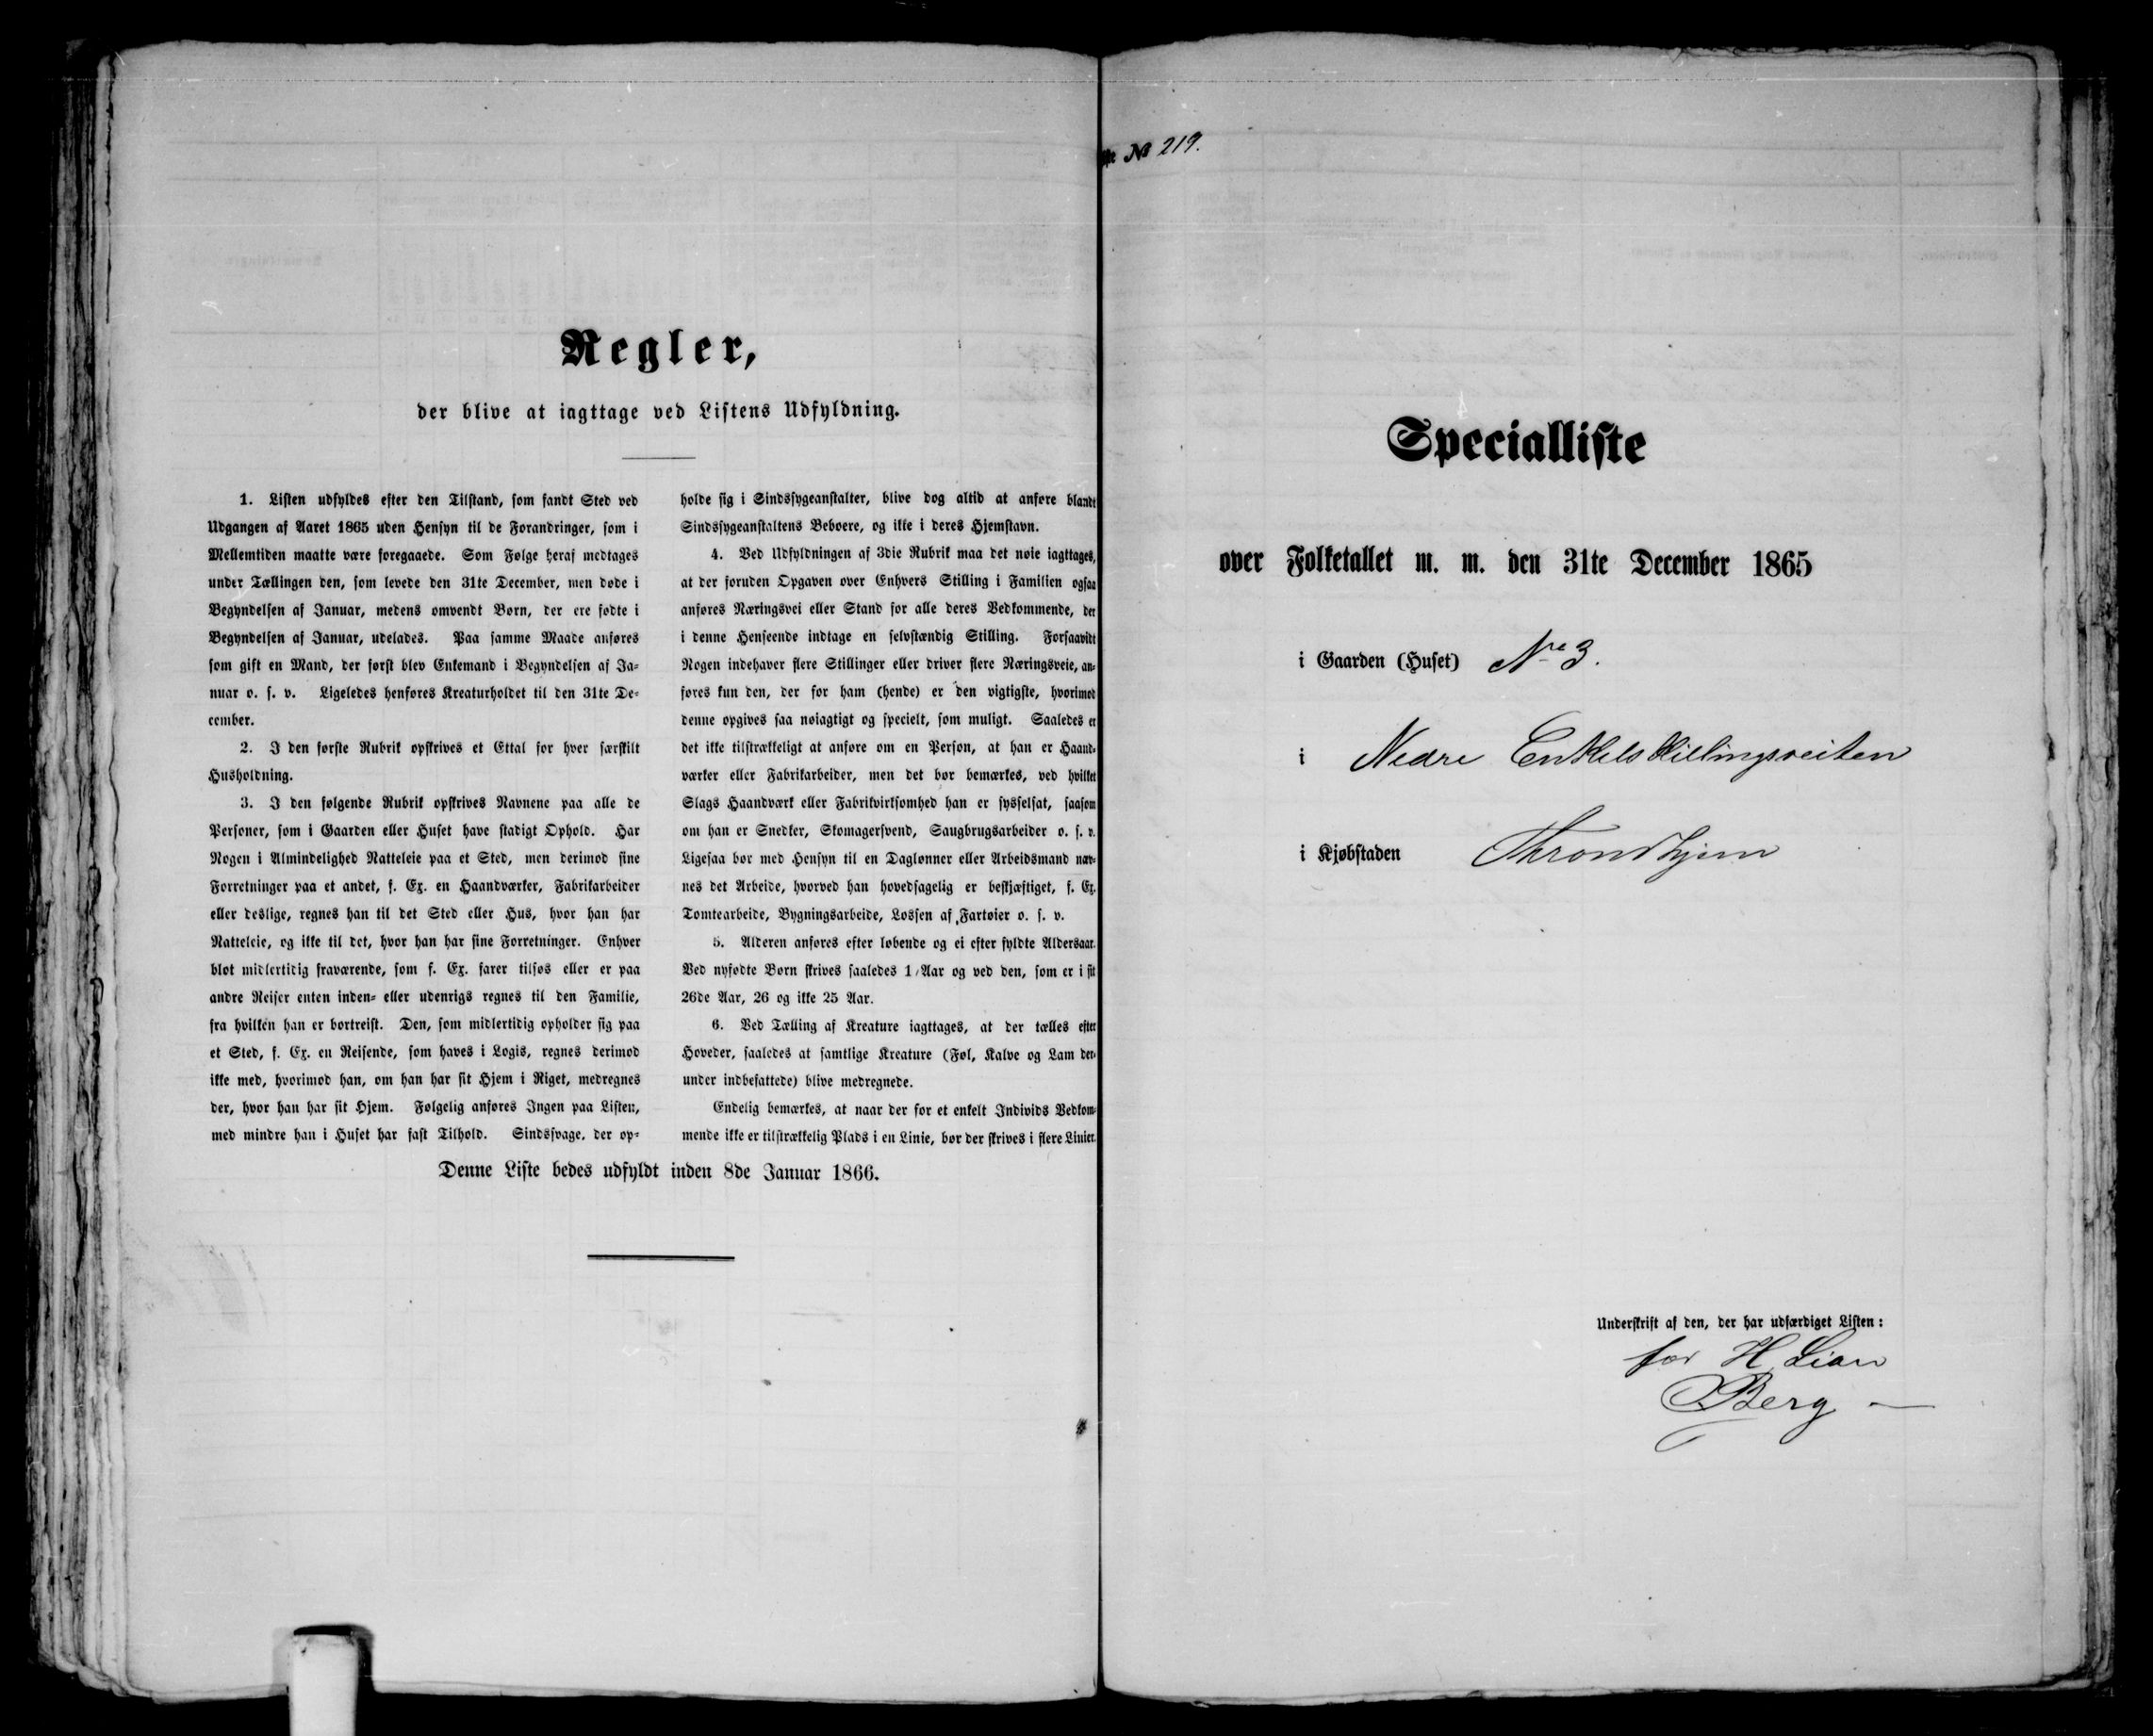 Regler,
der blive at iagttage ved Listens Udfyldning.
1. Listen udfyldes efter den Tilstand, som fandt Sted ved
Udgangen af Aaret 1865 uden Hensyn til de Forandringer, som i
Mellemtiden maatte være foregaaede. Som Følge heraf medtages
under Tællingen den, som levede den 31te December, men døde i
Begyndelsen af Januar, medens omvendt Børn, der ere fødte i
Begyndelsen af Januar, udelades. Paa samme Maade anføres
som gift en Mand, der først blev Enkemand i Begyndelsen af Ja-
nuar o. s. v. Ligeledes henføres Kreaturholdet til den 31te De-
cember.
2. I den første Rubrik opskrives et Ettal for hver særskilt
Husholdning.
3. I den følgende Rubrik opskrives Navnene paa alle de
Personer, som i Gaarden eller Huset have stadigt Ophold. Har
Nogen i Almindelighed Natteleie paa et Sted, men derimod sine
Forretninger paa et andet, f. Ex. en Haandværker, Fabrikarbeider
eller deslige, regnes han til det Sted eller Hus, hvor han har
Natteleie, og ikke til det, hvor han har sine Forretninger. Enhver
blot midlertidig fraværende, som f. Ex. farer tilsøs eller er paa
andre Reiser enten inden- eller udenrigs regnes til den Familie,
fra hvilken han er bortreist. Den, som midlertidig opholder sig paa
et Sted, f. Ex. en Reisende, som haves i Logis, regnes derimod
ikke med, hvorimod han, om han har sit Hjem i Riget, medregnes
der, hvor han har sit Hjem. Følgelig anføres Ingen paa Listen,
med mindre han i Huset har fast Tilhold. Sindssvage, der op-
holde sig i Sindssygeanstalter, blive dog altid at anføre blandt
Sindssygeanstaltens Beboere, og ikke i deres Hjemstavn.
4. Ved Udfyldningen af 3die Rubrik maa det nøie iagttages,
at der foruden Opgaven over Enhvers Stilling i Familien ogsaa
anføres Næringsvei eller Stand for alle deres Vedkommende, der
i denne Henseende indtage en selvstændig Stilling. Forsaavidt
Nogen indehaver flere Stillinger eller driver flere Næringsveie, an-
føres kun den, der for ham (hende) er den vigtigste, hvorimod
denne opgives saa nøiagtigt og specielt, som muligt. Saaledes er
det ikke tilstrækkeligt at anføre om en Person, at han er Haand-
værker eller Fabrikarbeider, men det bør bemærkes, ved hvilket
Slags Haandværk eller Fabrikvirksomhed han er sysselsat, saasom
om han er Snedker, Skomagersvend, Saugbrugsarbeider o. s. v.
Ligesaa bør med Hensyn til en Daglønner eller Arbeidsmand næv-
nes det Arbeide, hvorved han hovedsagelig er beskjæftiget, f. Ex.
Tomtearbeide, Bygningsarbeide, Lossen af Fartøier o. s. v.
5. Alderen anføres efter løbende og ei efter fyldte Aldersaar.
Ved nyfødte Børn skrives saaledes 1 Aar og ved den, som er i sit
26de Aar, 26 og ikke 25 Aar.
6. Ved Tælling af Kreature iagttages, at der tælles efter
Hoveder, saaledes at samtlige Kreature (Føl, Kalve og Lam der-
under indbefattede) blive medregnede.
Endelig bemærkes, at naar der for et enkelt Individs Vedkom-
mende ikke er tilstrækkelig Plads i en Linie, bør der skrives i flere Linier.
Denne Liste bedes udfyldt inden 8de Januar 1866.
No 219.
Specialliste
over Folketallet m. m. den 31te December 1865
i Gaarden (Huset) No 3.
i Nedre Enkelskillingsveiten
i Kjøbstaden Throndhjem
Underskrift af den, der har udfærdiget Listen:
for H. Lian
Berg